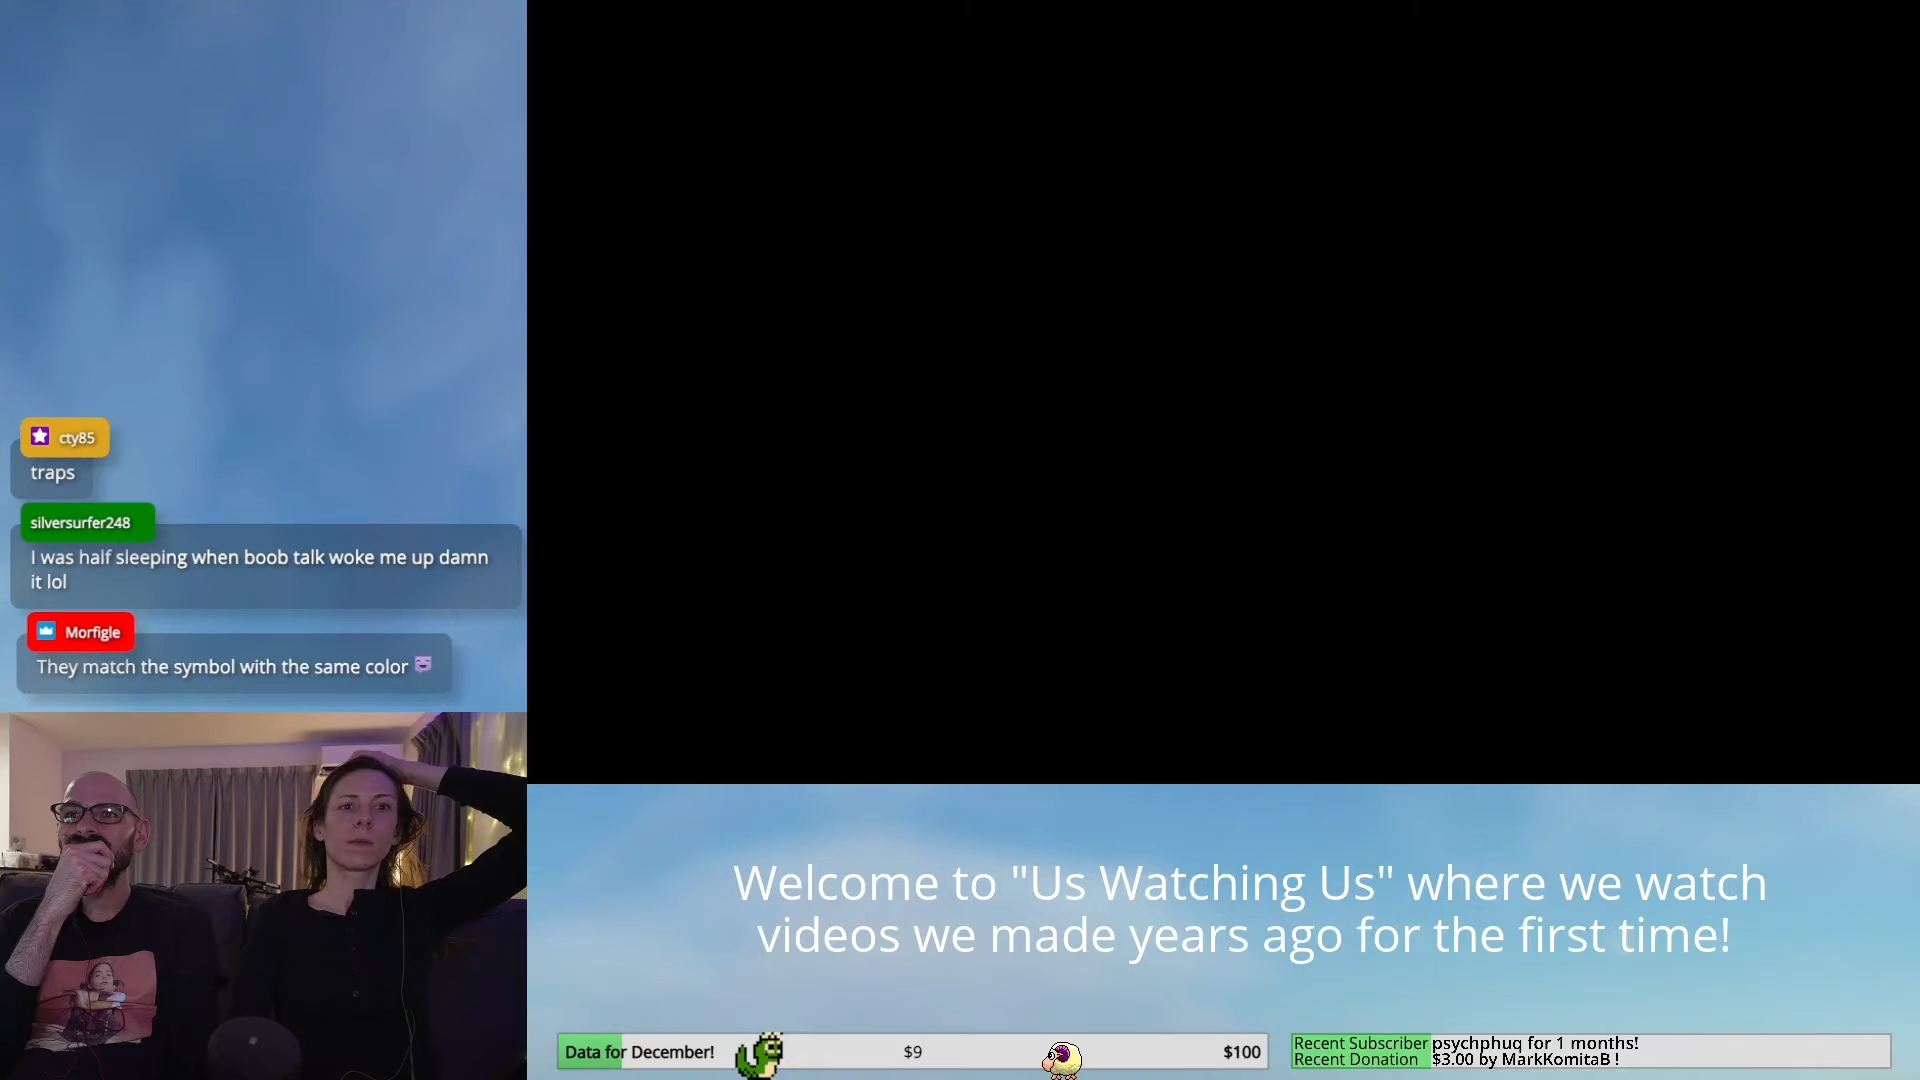 cty85
traps
silversurfer248
I was half sleeping when boob talk woke me up damn
it lol
Morfigle
They match the symbol with the same color
Welcome to "Us Watching Us" where we watch
videos we made years ago for the first time!
Data for December! $9 $100
Recent Subscriber psychphuq for 1 months!
Recent Donation $3.00 by MarkKomitaB !